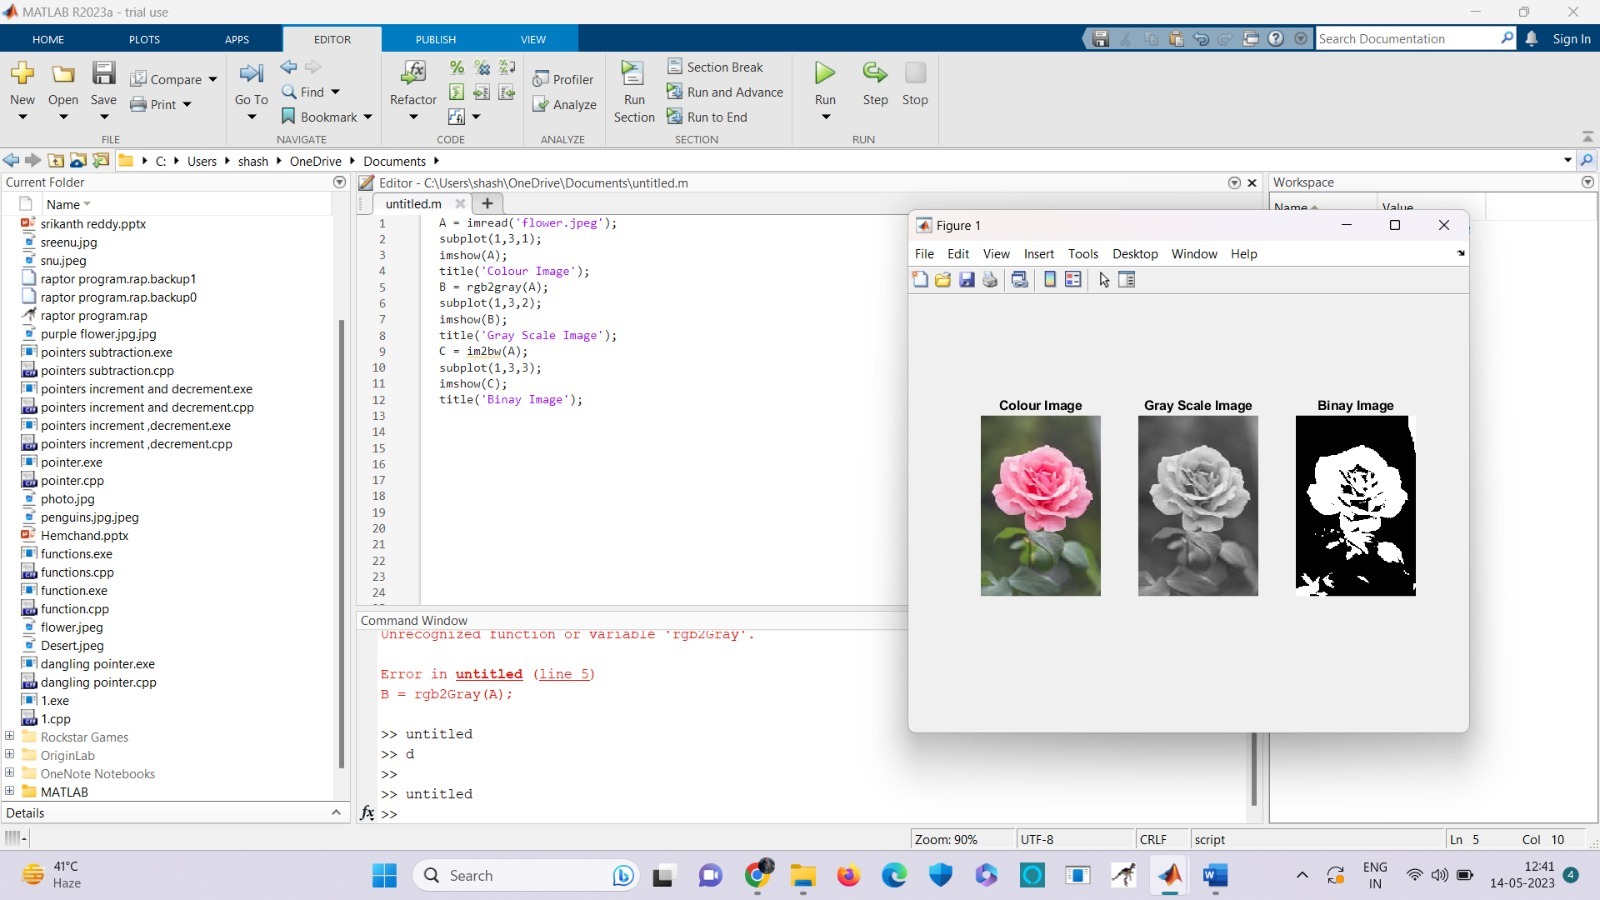 MATLAB R2023a - trial use
HOME PLOTS APPS EDITOR PUBLISH VIEW Search Documentation Sign In
New Open Save Compare Print Go To Find Bookmark Refactor Profiler Analyze Run Section Section Break Run and Advance Run to End Run Step Stop
FILE NAVIGATE CODE ANALYZE SECTION RUN
C: Users shash OneDrive Documents
Current Folder
Name
srikanth reddy.pptx
sreenu.jpg
snu.jpeg
raptor program.rap.backup1
raptor program.rap.backup0
raptor program.rap
purple flower.jpg.jpg
pointers subtraction.exe
pointers subtraction.cpp
pointers increment and decrement.exe
pointers increment and decrement.cpp
pointers increment ,decrement.exe
pointers increment ,decrement.cpp
pointer.exe
pointer.cpp
photo.jpg
penguins.jpg.jpeg
Hemchand.pptx
functions.exe
functions.cpp
function.exe
function.cpp
flower.jpeg
Desert.jpeg
dangling pointer.exe
dangling pointer.cpp
1.exe
1.cpp
Rockstar Games
OriginLab
OneNote Notebooks
MATLAB
Details
Editor - C:\Users\shash\OneDrive\Documents\untitled.m
untitled.m
1 A = imread('flower.jpeg');
2 subplot(1,3,1);
3 imshow(A);
4 title('Colour Image');
5 B = rgb2gray(A);
6 subplot(1,3,2);
7 imshow(B);
8 title('Gray Scale Image');
9 C = im2bw(A);
10 subplot(1,3,3);
11 imshow(C);
12 title('Binay Image');
13
14
15
16
17
18
19
20
21
22
23
24
Command Window
Unrecognized function or variable 'rgb2Gray'.
Error in untitled (line 5)
B = rgb2Gray(A);
>> untitled
>> d
>>
>> untitled
fx >>
Workspace
Name Value
Figure 1
File Edit View Insert Tools Desktop Window Help
Colour Image Gray Scale Image Binay Image
Zoom: 90% UTF-8 CRLF script Ln 5 Col 10
41°C
Haze
Search
ENG
IN
12:41
14-05-2023
4